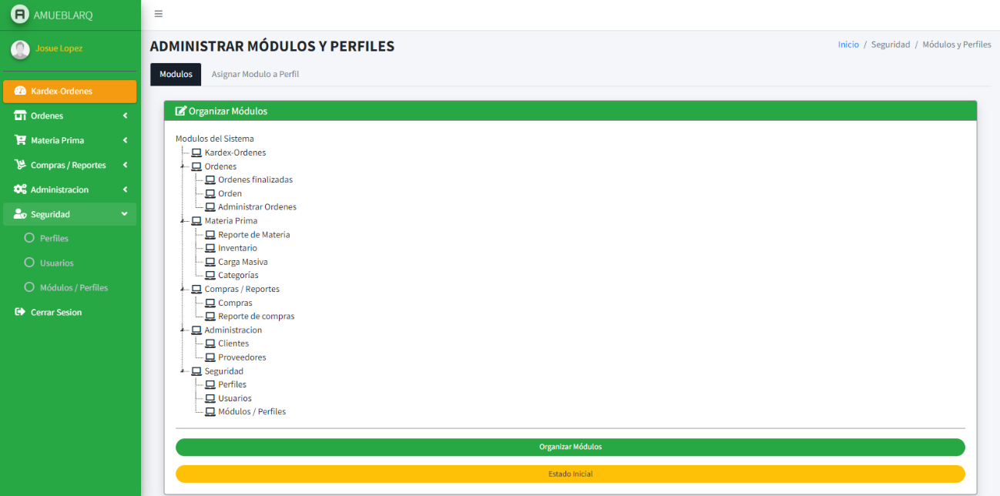 AMUEBLARQ
Josue Lopez
Kardex-Ordenes
Ordenes
Materia Prima
Compras / Reportes
Administracion
Seguridad
Perfiles
Usuarios
Módulos / Perfiles
Cerrar Sesion
ADMINISTRAR MÓDULOS Y PERFILES
Inicio / Seguridad / Módulos y Perfiles
Modulos
Asignar Modulo a Perfil
Organizar Módulos
Modulos del Sistema
Kardex-Ordenes
Ordenes
Ordenes finalizadas
Orden
Administrar Ordenes
Materia Prima
Reporte de Materia
Inventario
Carga Masiva
Categorías
Compras / Reportes
Compras
Reporte de compras
Administracion
Clientes
Proveedores
Seguridad
Perfiles
Usuarios
Módulos / Perfiles
Organizar Módulos
Estado Inicial